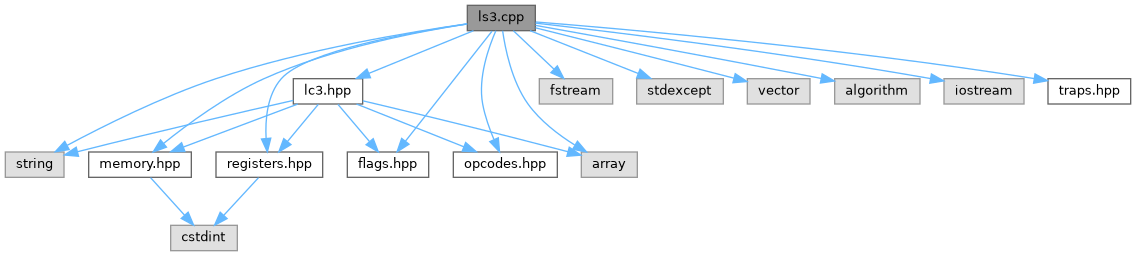 ls3.cpp
lc3.hpp
fstream
stdexcept
vector
algorithm
iostream
traps.hpp
string
memory.hpp
registers.hpp
flags.hpp
opcodes.hpp
array
cstdint